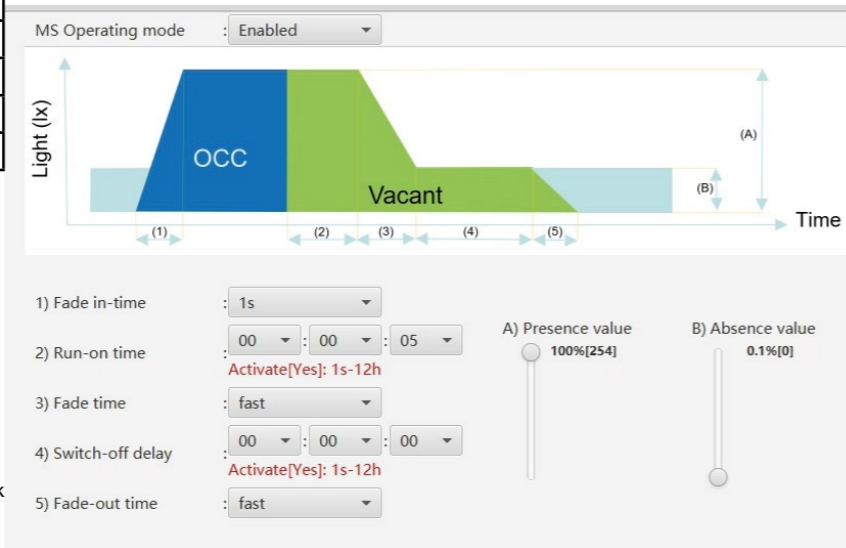 MS Operating mode : Enabled
Light (lx)
OCC
Vacant
(A)
(B)
Time
(1) (2) (3) (4) (5)
1) Fade in-time : 1s
2) Run-on time : 00 : 00 : 05
Activate[Yes]: 1s-12h
3) Fade time : fast
4) Switch-off delay : 00 : 00 : 00
Activate[Yes]: 1s-12h
5) Fade-out time : fast
A) Presence value
100%[254]
B) Absence value
0.1%[0]